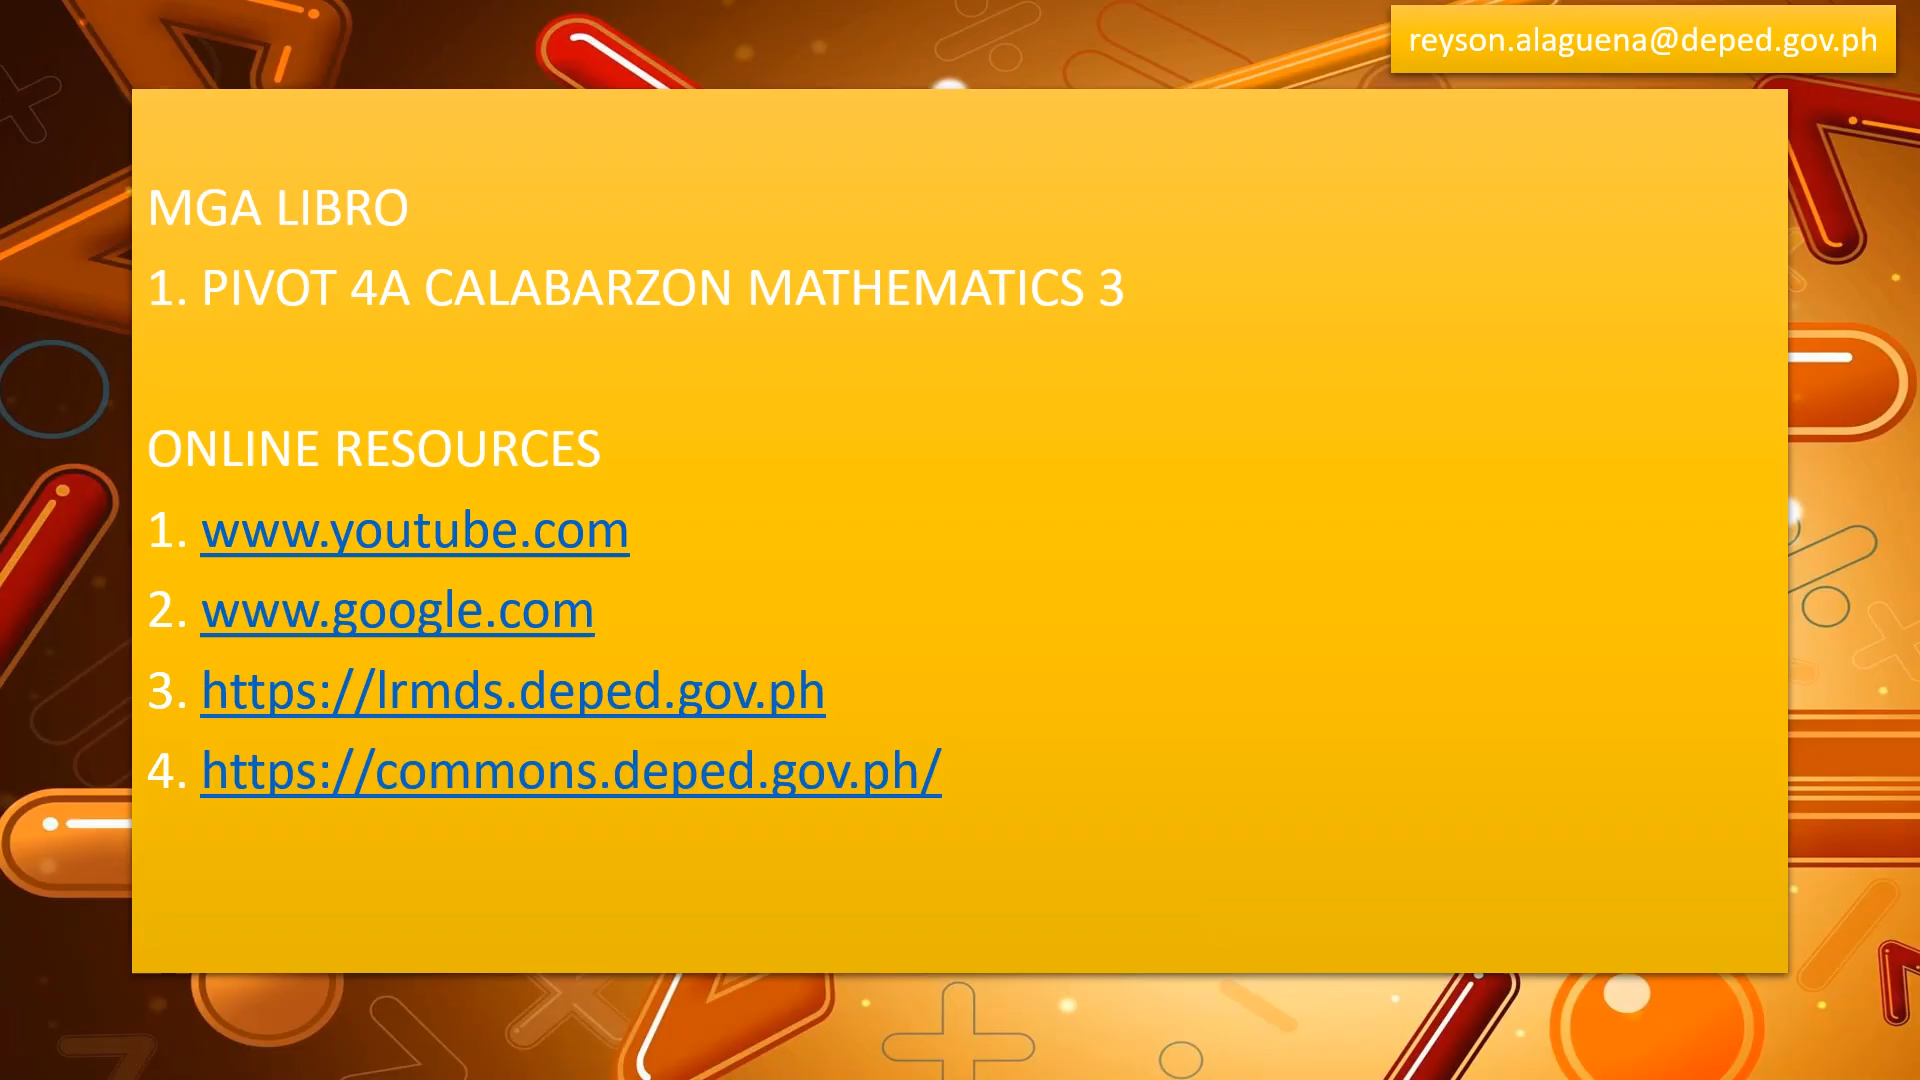 reyson.alaguena@deped.gov.ph
MGA LIBRO
1. PIVOT 4A CALABARZON MATHEMATICS 3
ONLINE RESOURCES
1. www.youtube.com
2. www.google.com
3. https://lrmds.deped.gov.ph
4. https://commons.deped.gov.ph/